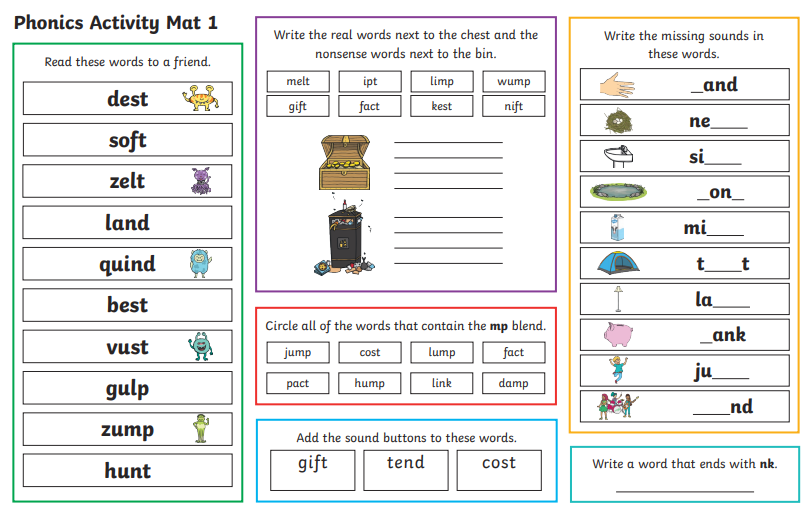 Phonics Activity Mat 1
Read these words to a friend.
dest
soft
zelt
land
quind
best
vust
gulp
zump
hunt
Write the real words next to the chest and the
nonsense words next to the bin.
melt ipt limp wump
gift fact kest nift
Circle all of the words that contain the mp blend.
jump cost lump fact
pact hump link damp
Add the sound buttons to these words.
gift tend cost
Write the missing sounds in
these words.
_and
ne____
si____
_on_
mi____
t____t
la____
_ank
ju____
____nd
Write a word that ends with nk.